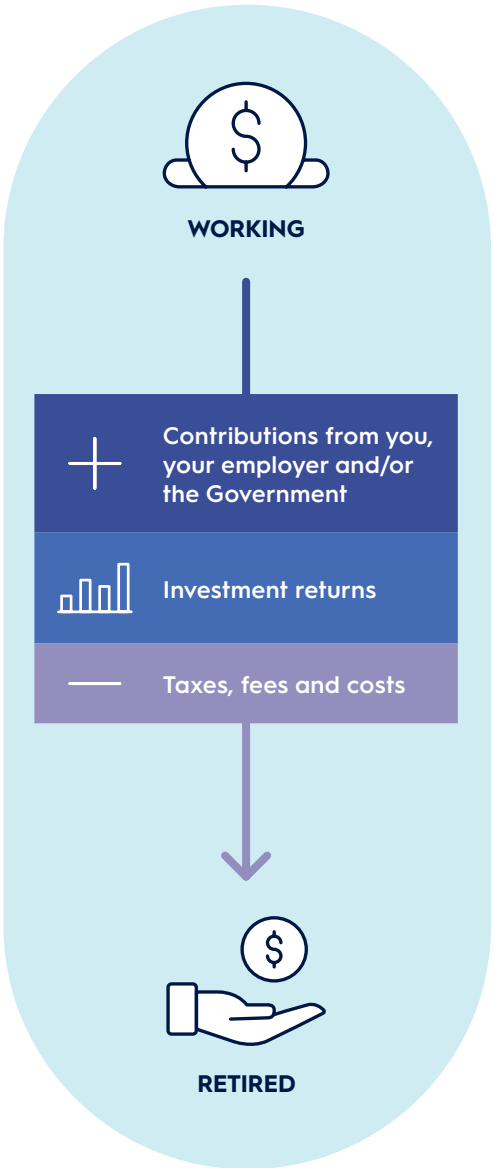 $
WORKING
Contributions from you,
your employer and/or
the Government
Investment returns
Taxes, fees and costs
$
RETIRED